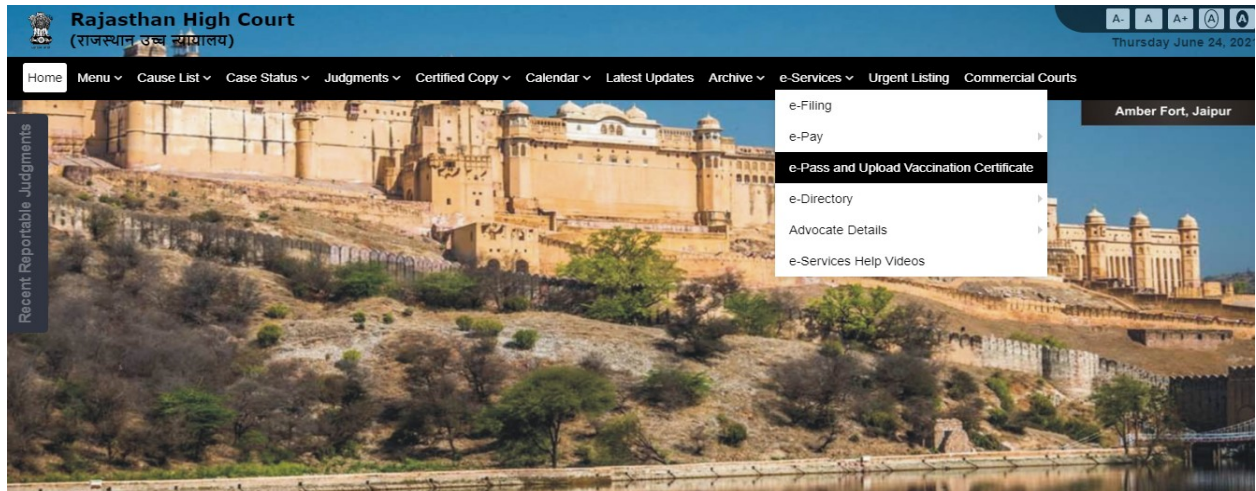 Rajasthan High Court
(राजस्थान उच्च न्यायालय)
A- A A+ A A
Thursday June 24, 202
Home Menu Cause List Case Status Judgments Certified Copy Calendar Latest Updates Archive e-Services Urgent Listing Commercial Courts
e-Filing
e-Pay
e-Pass and Upload Vaccination Certificate
e-Directory
Advocate Details
e-Services Help Videos
Amber Fort, Jaipur
Recent Reportable Judgments